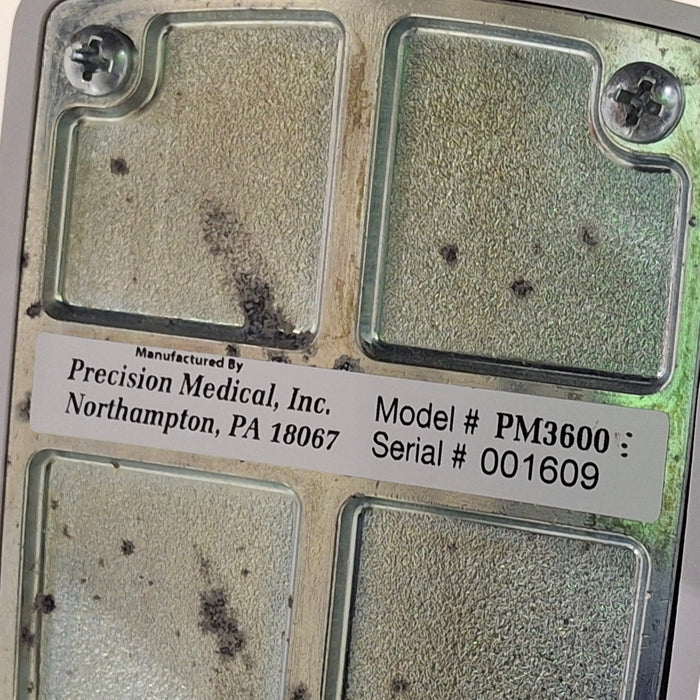 Manufactured By
Precision Medical, Inc.
Northampton, PA 18067
Model # PM3600
Serial # 001609